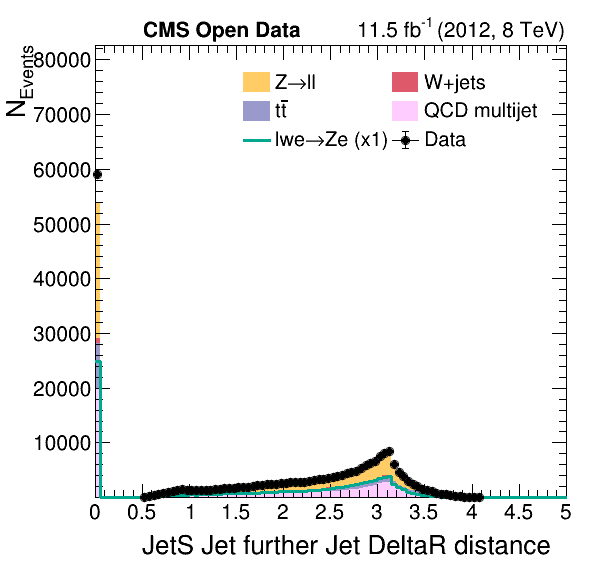 CMS Open Data 11.5 fb⁻¹ (2012, 8 TeV)
N_Events
80000
70000
60000
50000
40000
30000
20000
10000
Z→ll W+jets
tt̄ QCD multijet
lwe→Ze (x1) Data
0 0.5 1 1.5 2 2.5 3 3.5 4 4.5 5
JetS Jet further Jet DeltaR distance